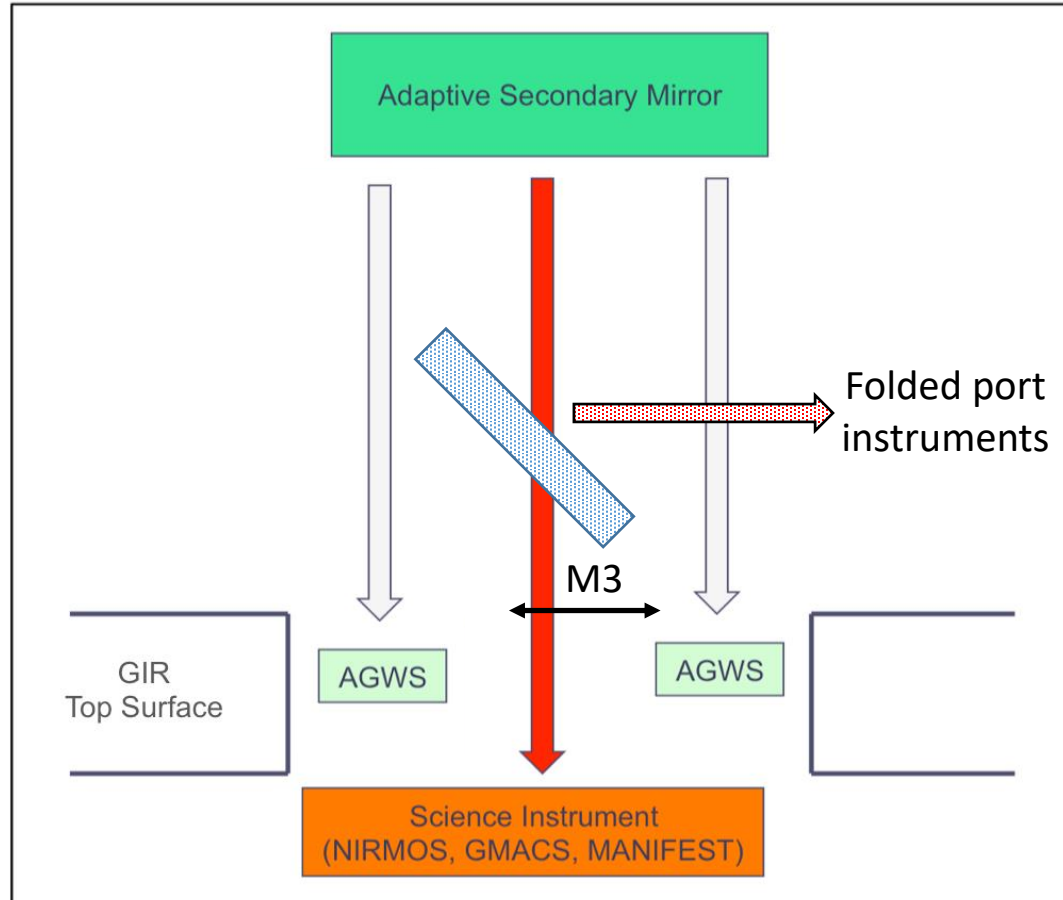 Adaptive Secondary Mirror
Folded port
instruments
M3
GIR
Top Surface
AGWS
AGWS
Science Instrument
(NIRMOS, GMACS, MANIFEST)